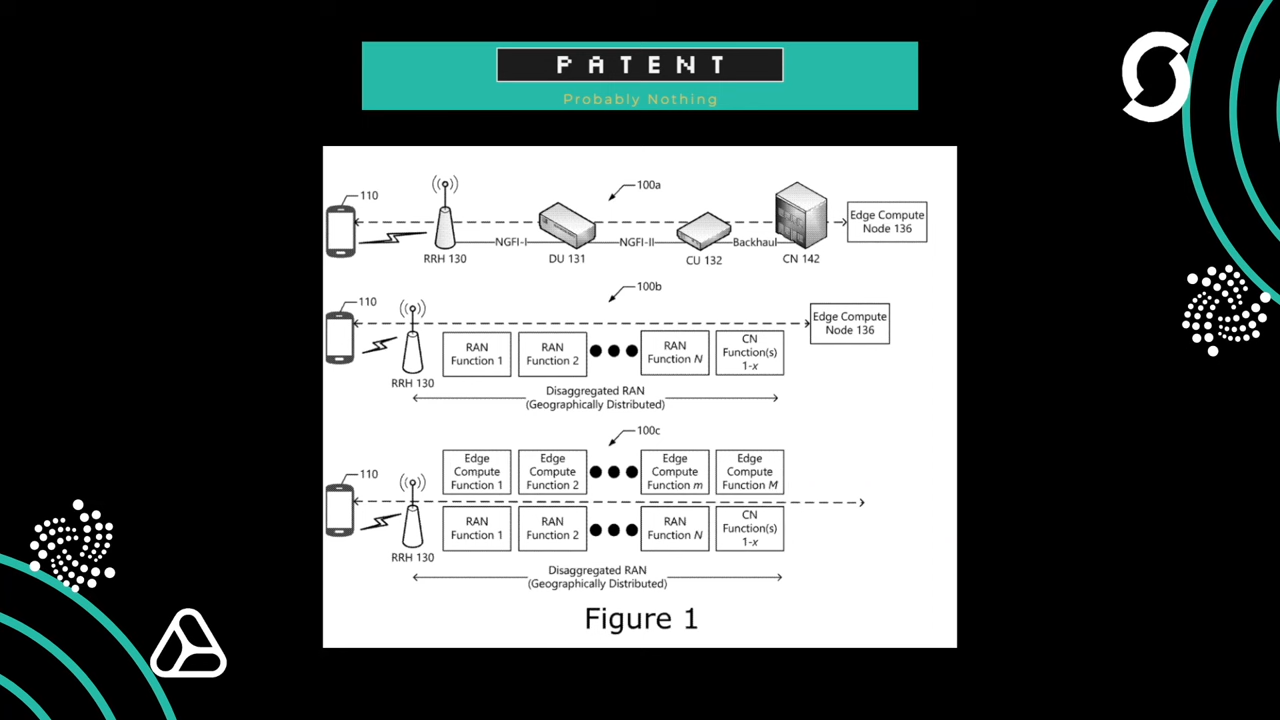 PATENT
Probably Nothing
110
100a
Edge Compute
Node 136
NGFI-I
NGFI-II
Backhaul
RRH 130
DU 131
CU 132
CN 142
110
100b
Edge Compute
Node 136
RAN
Function 1
RAN
Function 2
RAN
Function N
CN
Function(s)
1-x
RRH 130
Disaggregated RAN
(Geographically Distributed)
100c
110
Edge
Compute
Function 1
Edge
Compute
Function 2
Edge
Compute
Function m
Edge
Compute
Function M
RAN
Function 1
RAN
Function 2
RAN
Function N
CN
Function(s)
1-x
RRH 130
Disaggregated RAN
(Geographically Distributed)
Figure 1